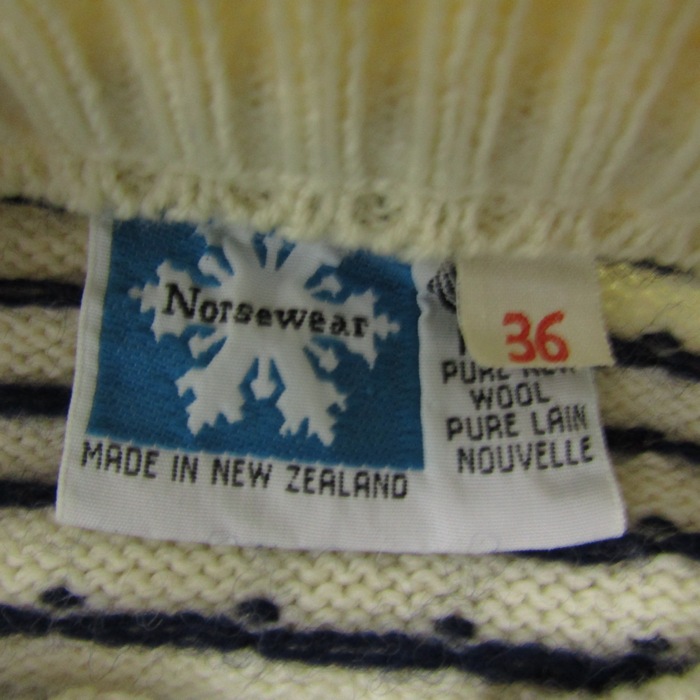 Norsewear
MADE IN NEW ZEALAND
36
PURE NEW
WOOL
PURE LAIN
NOUVELLE